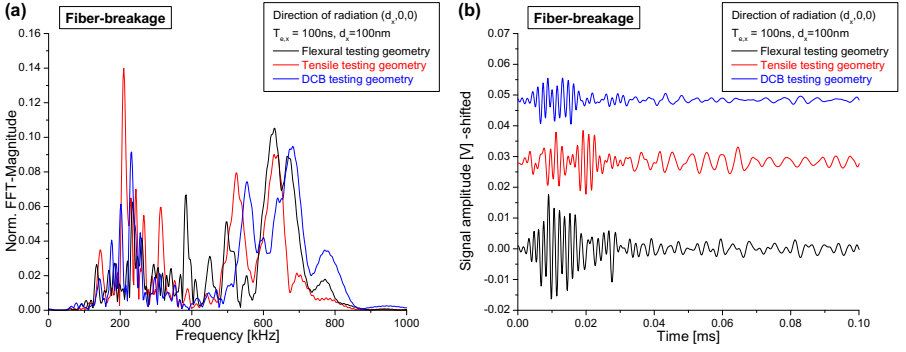 (a)
Fiber-breakage
Direction of radiation (dₓ,0,0)
Tₑ,ₓ = 100ns, dₓ=100nm
Flexural testing geometry
Tensile testing geometry
DCB testing geometry
Norm. FFT-Magnitude
0.16
0.14
0.12
0.10
0.08
0.06
0.04
0.02
0.00
0
200
400
600
800
1000
Frequency [kHz]
(b)
Fiber-breakage
Direction of radiation (dₓ,0,0)
Tₑ,ₓ = 100ns, dₓ=100nm
Flexural testing geometry
Tensile testing geometry
DCB testing geometry
Signal amplitude [V] -shifted
0.07
0.06
0.05
0.04
0.03
0.02
0.01
0.00
-0.01
-0.02
0.00
0.02
0.04
0.06
0.08
0.10
Time [ms]